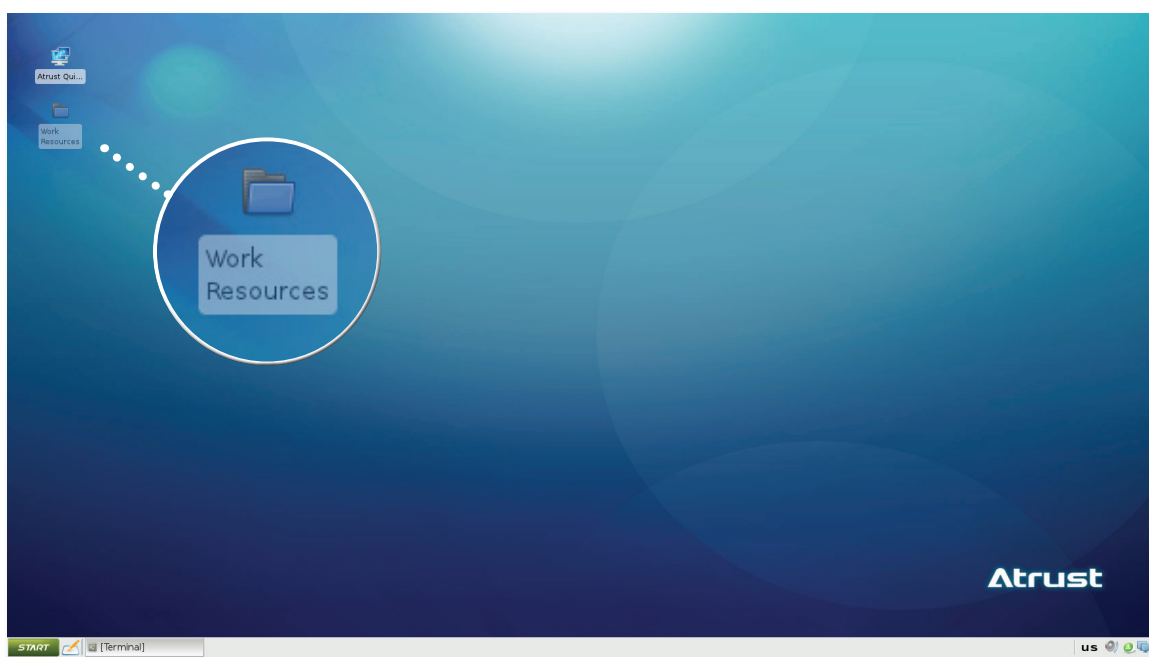 Atrust Qui...
Work
Resources
Work
Resources
Atrust
START
[Terminal]
us